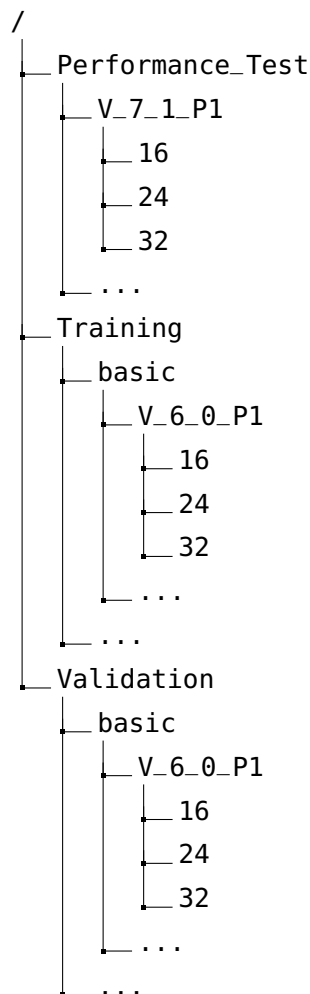 /
Performance_Test
V_7_1_P1
16
24
32
...
Training
basic
V_6_0_P1
16
24
32
...
...
Validation
basic
V_6_0_P1
16
24
32
...
...